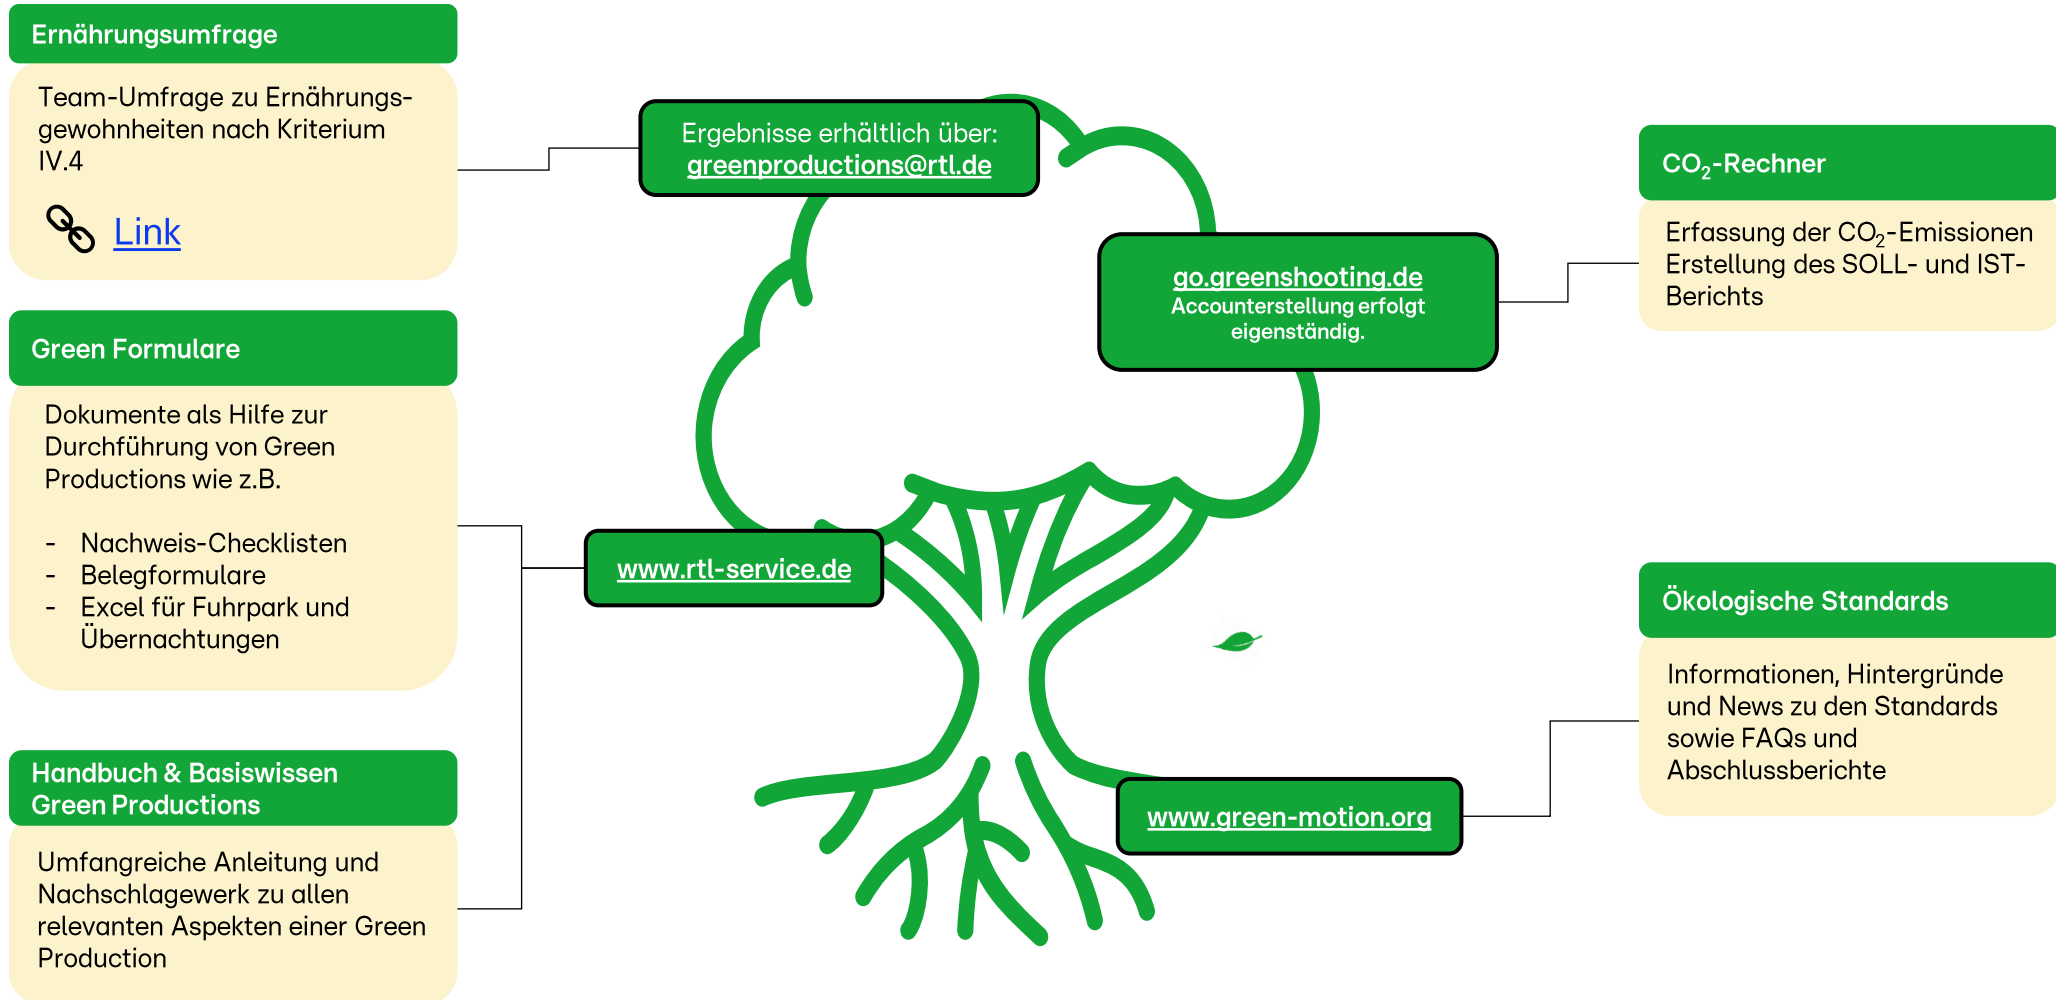 Ernährungsumfrage
Team-Umfrage zu Ernährungs-
gewohnheiten nach Kriterium
IV.4
Link
Green Formulare
Dokumente als Hilfe zur
Durchführung von Green
Productions wie z.B.
- Nachweis-Checklisten
- Belegformulare
- Excel für Fuhrpark und
Übernachtungen
Handbuch & Basiswissen
Green Productions
Umfangreiche Anleitung und
Nachschlagewerk zu allen
relevanten Aspekten einer Green
Production
Ergebnisse erhältlich über:
greenproductions@rtl.de
go.greenshooting.de
Accounterstellung erfolgt
eigenständig.
www.rtl-service.de
www.green-motion.org
CO₂-Rechner
Erfassung der CO₂-Emissionen
Erstellung des SOLL- und IST-
Berichts
Ökologische Standards
Informationen, Hintergründe
und News zu den Standards
sowie FAQs und
Abschlussberichte